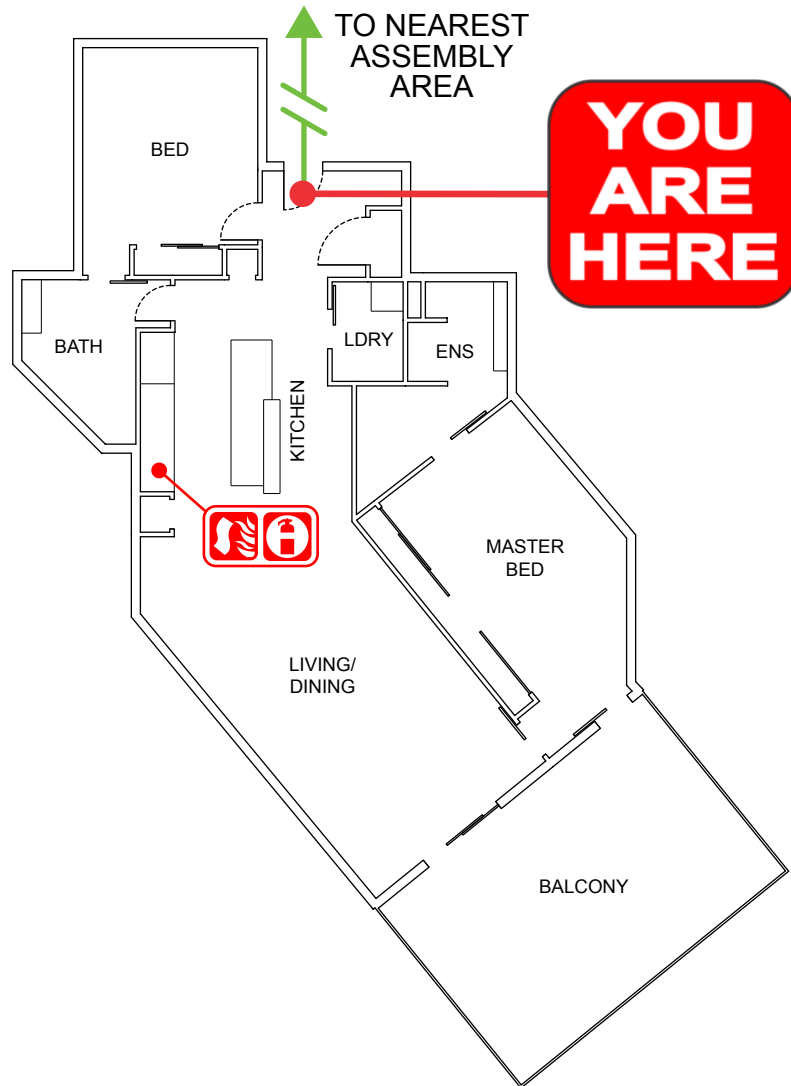 TO NEAREST
ASSEMBLY
AREA
YOU
ARE
HERE
BED
BATH
LDRY
ENS
KITCHEN
MASTER
BED
LIVING/
DINING
BALCONY